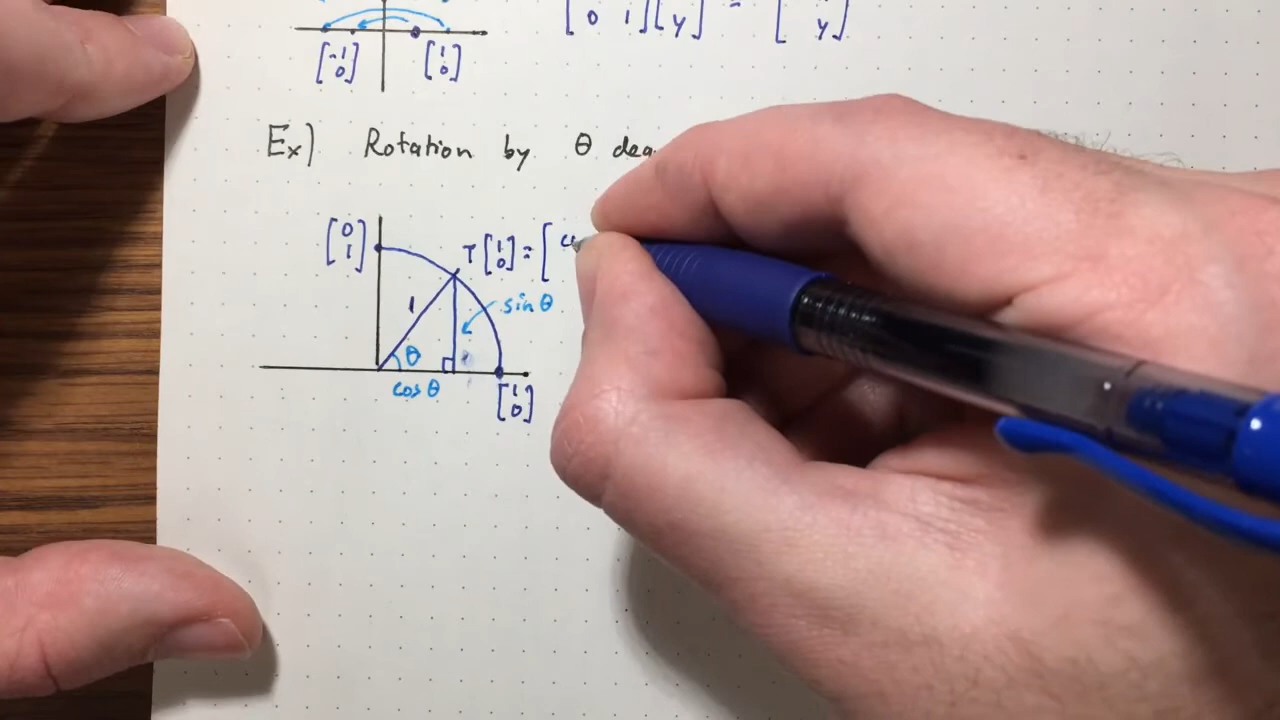 [0 1][y] = [y]
[-1 0] [1 0]
Ex) Rotation by θ deg
[0 1] T [1 0] = [
1 sin θ
θ
cos θ
[1 0]